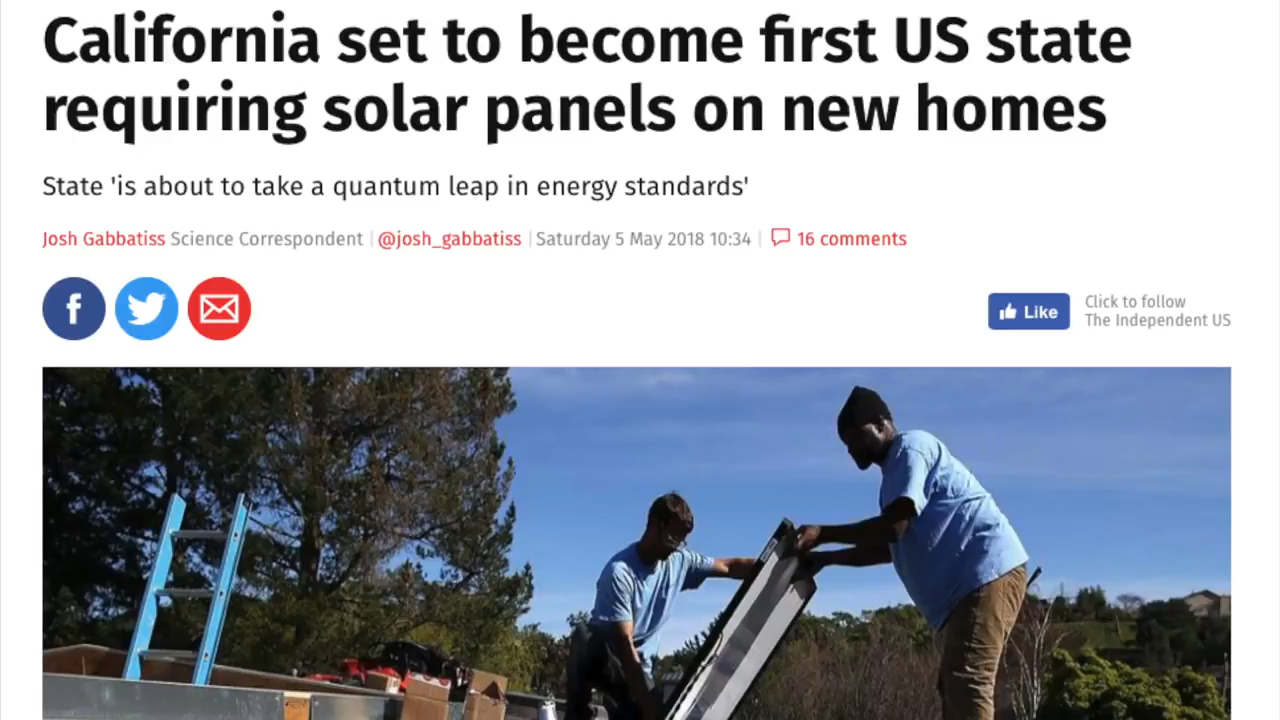 California set to become first US state
requiring solar panels on new homes
State 'is about to take a quantum leap in energy standards'
Josh Gabbatiss Science Correspondent | @josh_gabbatiss | Saturday 5 May 2018 10:34 | 16 comments
f
Like
Click to follow
The Independent US